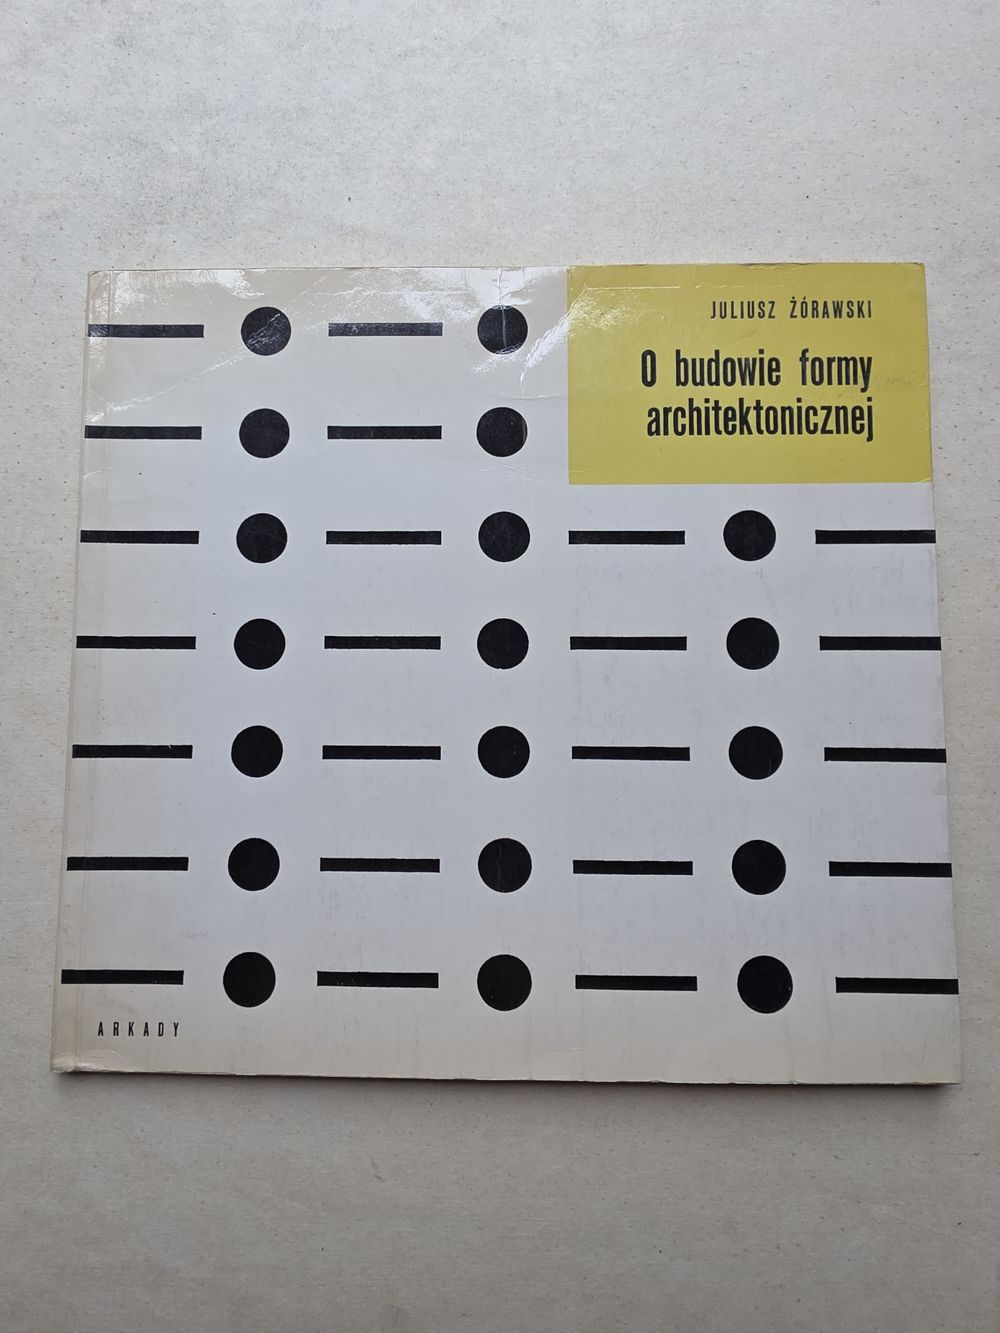 JULIUSZ ŻÓRAWSKI
O budowie formy
architektonicznej
ARKADY